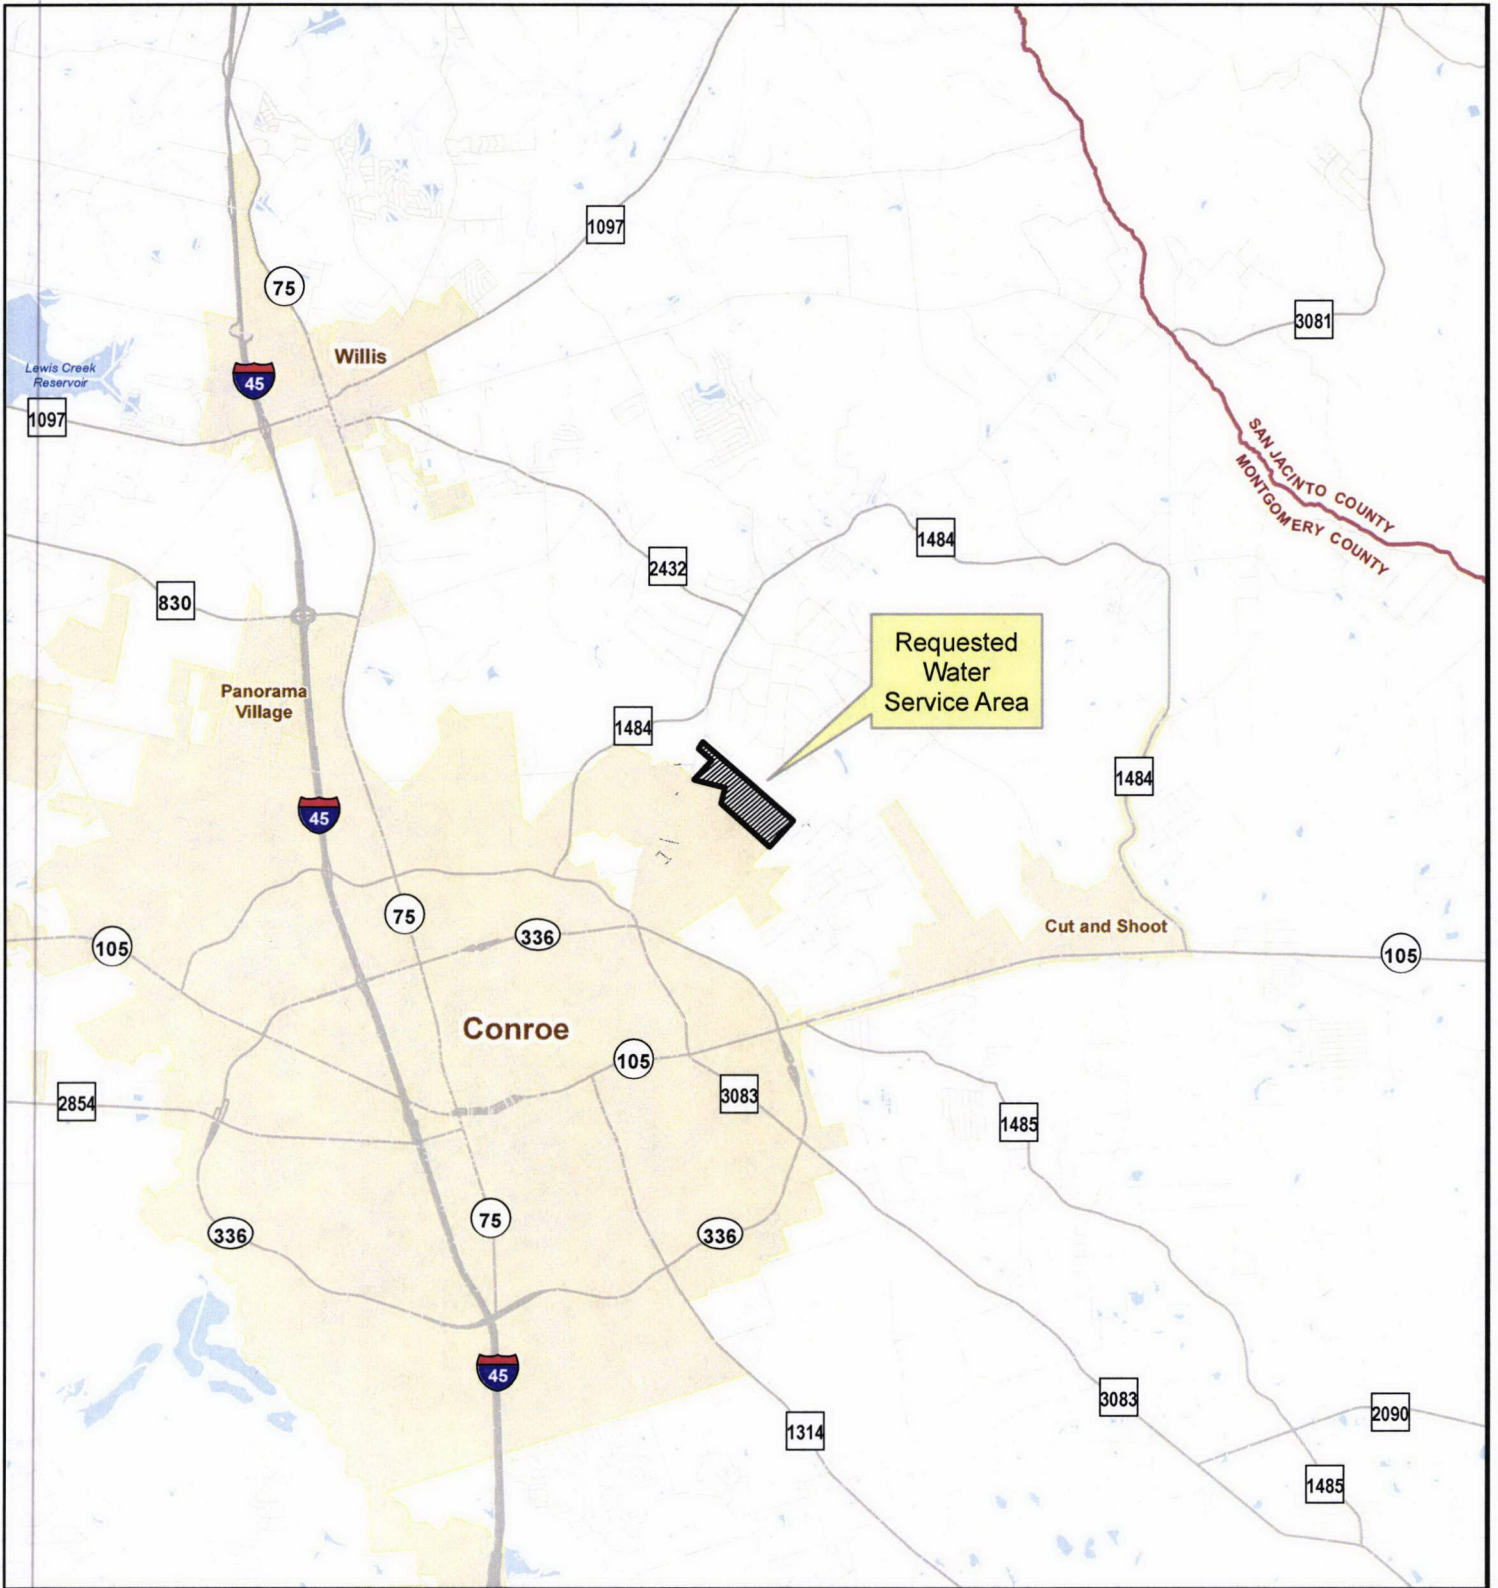 1097
75
3081
Willis
Lewis Creek
Reservoir
45
1097
SAN JACINTO COUNTY
MONTGOMERY COUNTY
1484
2432
830
Requested
Water
Service Area
Panorama
Village
1484
1484
45
75
336
Cut and Shoot
105
105
Conroe
105
3083
2854
1485
75
336
336
45
3083
2090
1314
1485